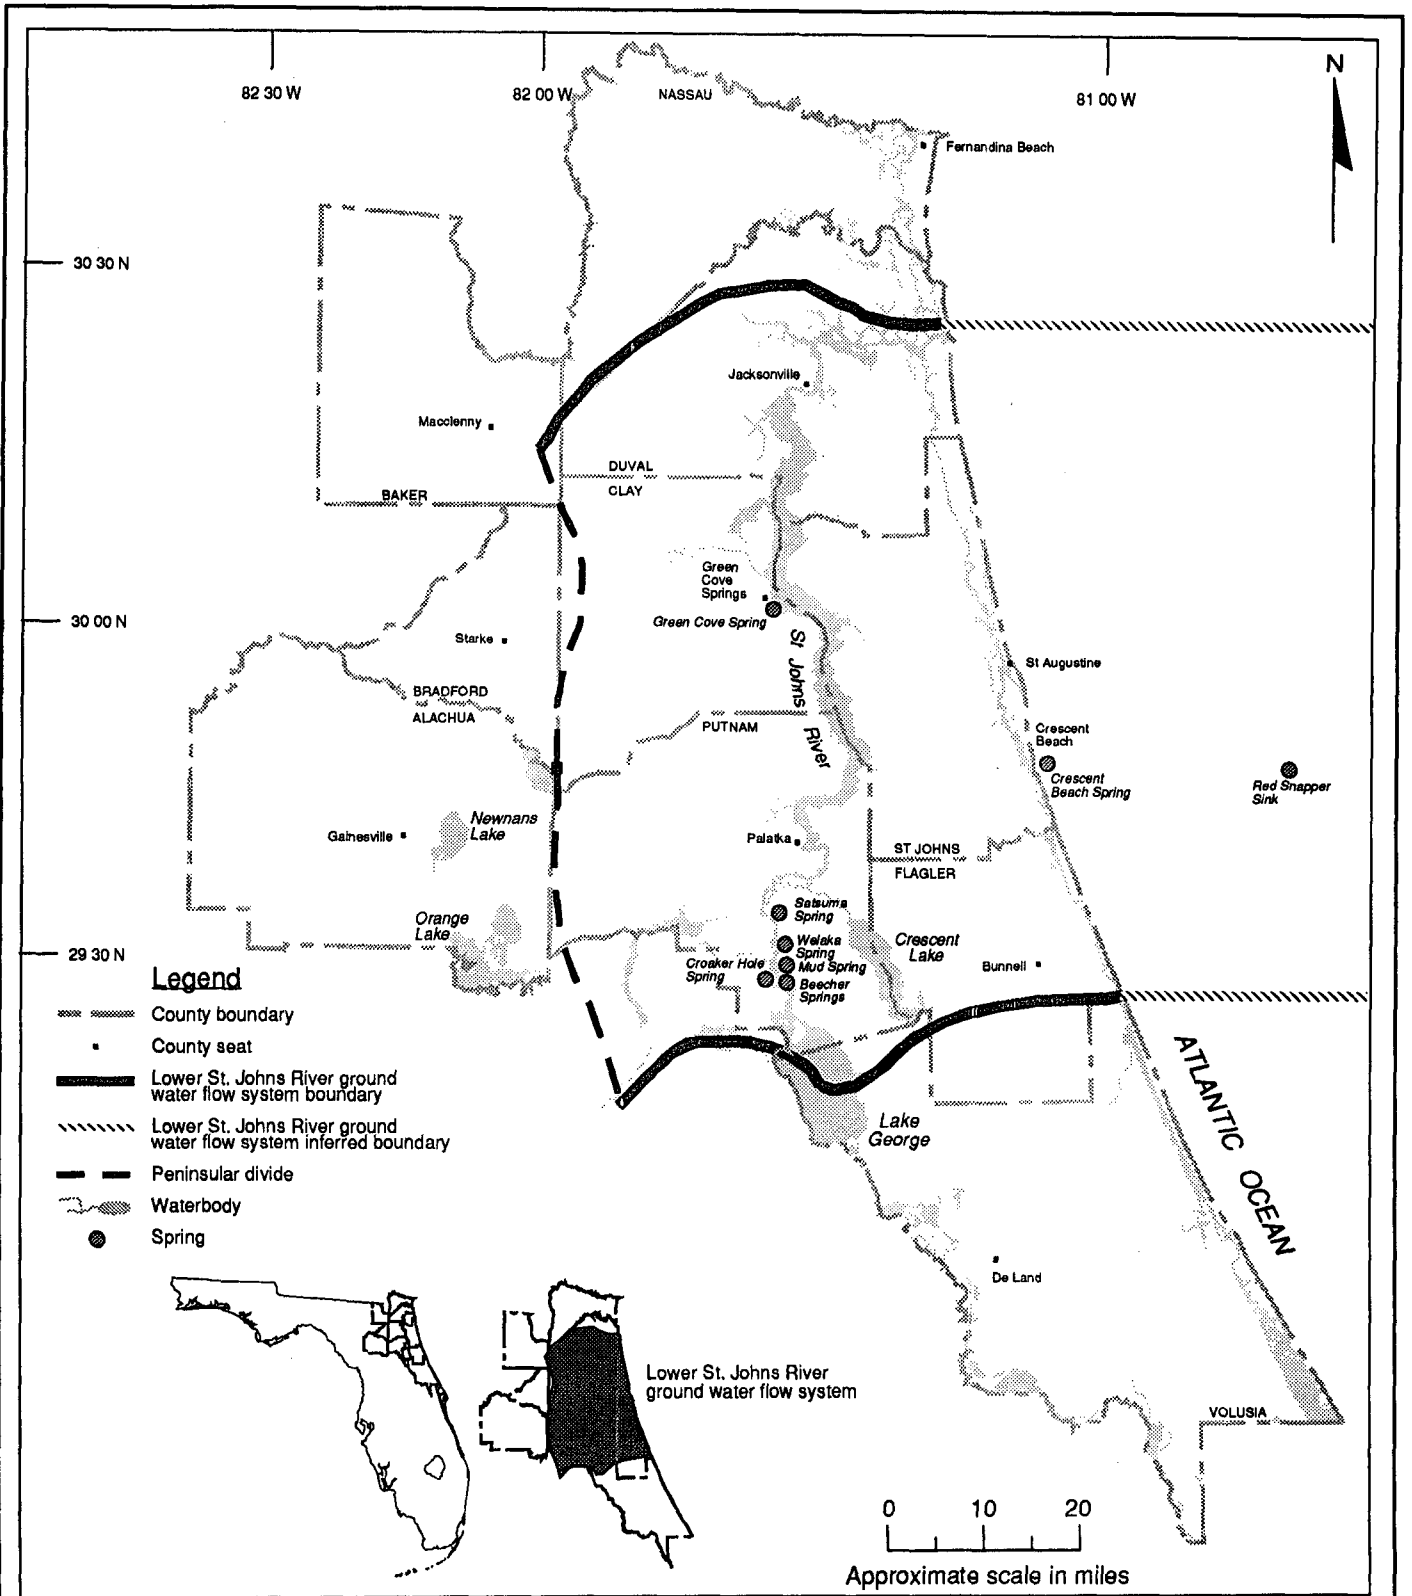 82 30 W
82 00 W
81 00 W
N
NASSAU
Fernandina Beach
30 30 N
Jacksonville
Macclenny
DUVAL
CLAY
BAKER
Green
Cove
Springs
Green Cove Spring
30 00 N
Starke
St Johns
River
St Augustine
BRADFORD
ALACHUA
PUTNAM
Crescent
Beach
Crescent
Beach Spring
Red Snapper
Sink
Newnans
Lake
Gainesville
Palatka
ST JOHNS
FLAGLER
Satsuma
Spring
Orange
Lake
Welaka
Spring
Crescent
Lake
29 30 N
Croaker Hole
Spring
Mud Spring
Beecher
Springs
Bunnell
Legend
County boundary
County seat
Lower St. Johns River ground
water flow system boundary
Lower St. Johns River ground
water flow system inferred boundary
Peninsular divide
Waterbody
Spring
Lake
George
ATLANTIC OCEAN
De Land
Lower St. Johns River
ground water flow system
VOLUSIA
0 10 20
Approximate scale in miles